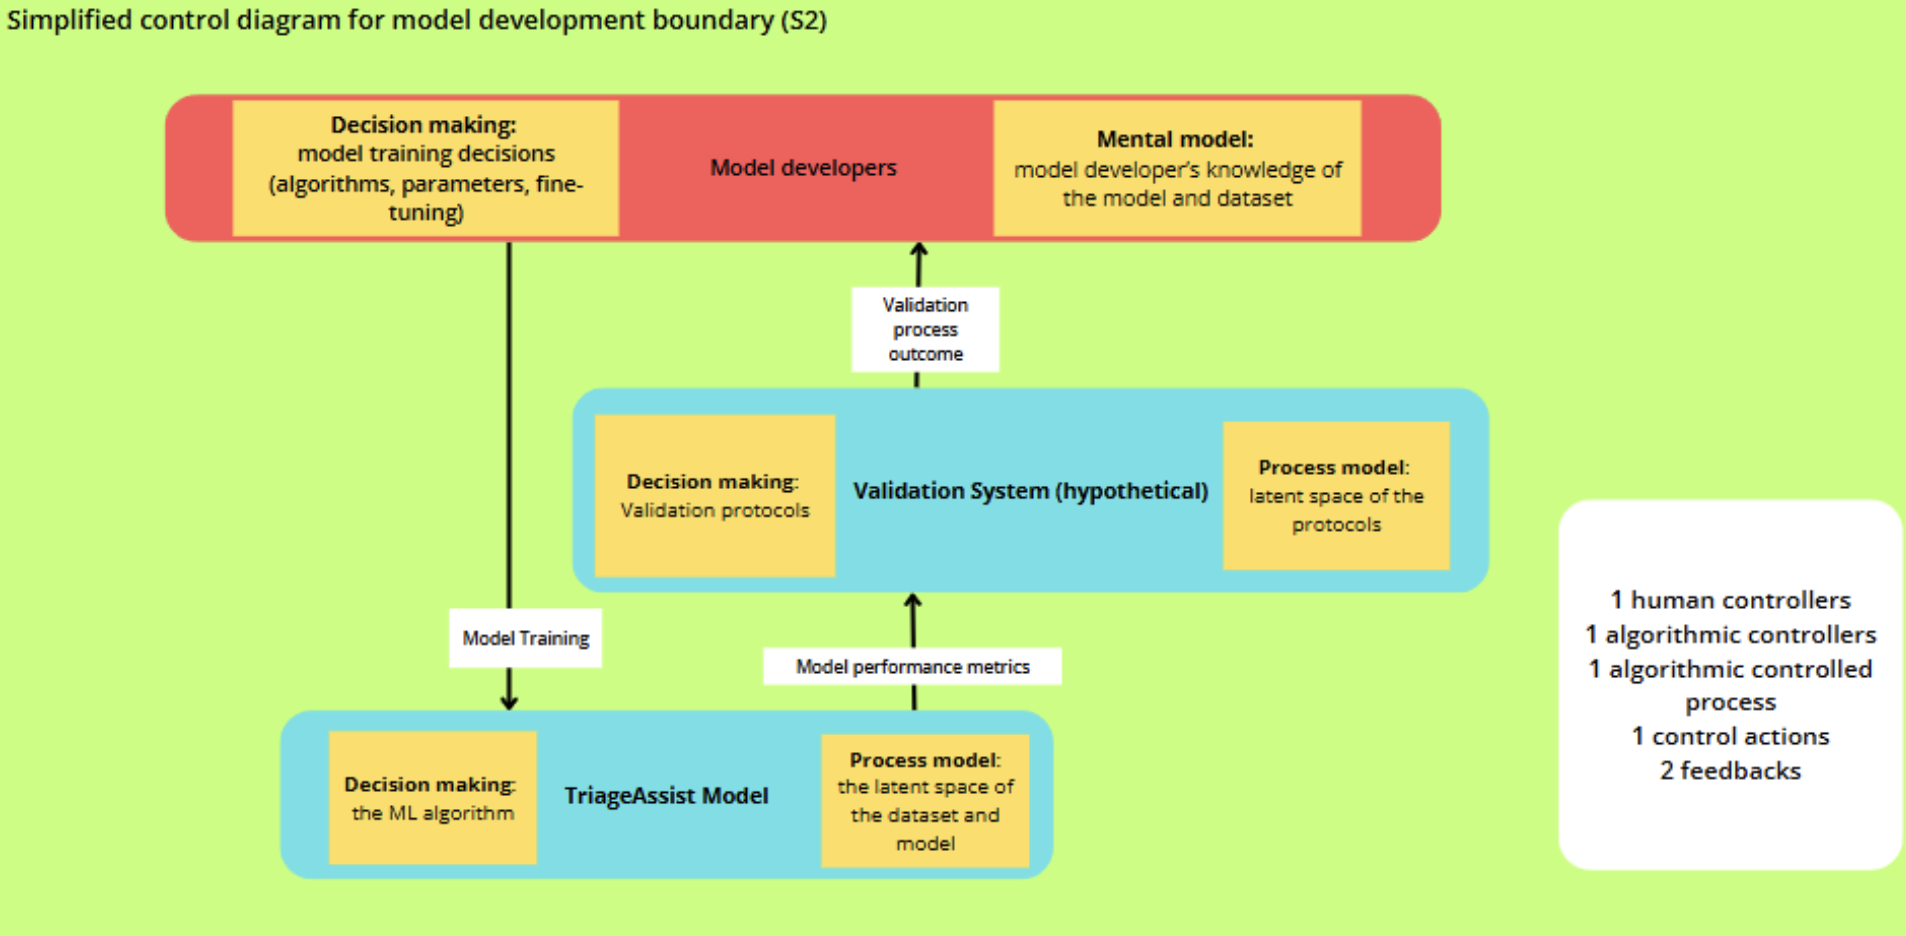 Simplified control diagram for model development boundary (S2)
Decision making:
model training decisions
(algorithms, parameters, fine-
tuning)
Model developers
Mental model:
model developer's knowledge of
the model and dataset
Validation
process
outcome
Decision making:
Validation protocols
Validation System (hypothetical)
Process model:
latent space of the
protocols
Model Training
Model performance metrics
Decision making:
the ML algorithm
TriageAssist Model
Process model:
the latent space of
the dataset and
model
1 human controllers
1 algorithmic controllers
1 algorithmic controlled
process
1 control actions
2 feedbacks